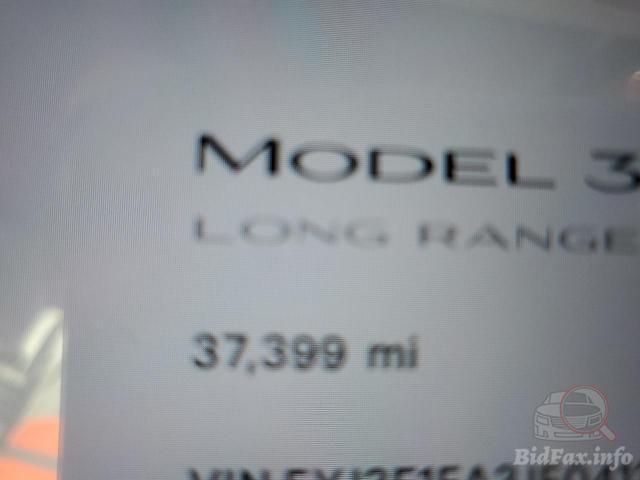 MODEL 3
LONG RANGE
37,399 mi
BidFax.info